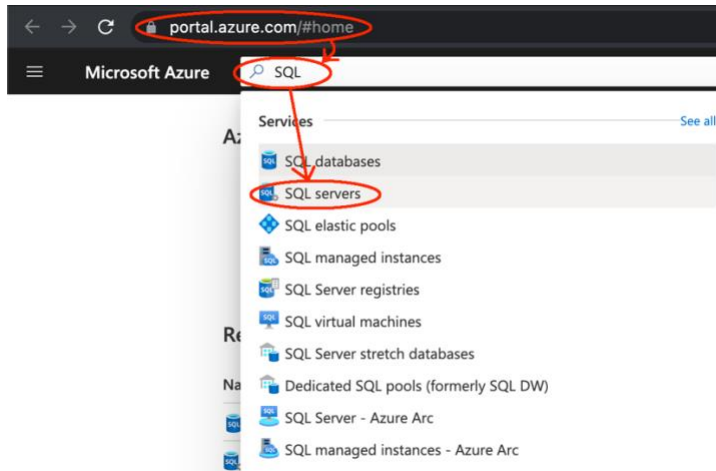 portal.azure.com/#home
Microsoft Azure SQL
Services See all
SQL databases
SQL servers
SQL elastic pools
SQL managed instances
SQL Server registries
SQL virtual machines
SQL Server stretch databases
Dedicated SQL pools (formerly SQL DW)
SQL Server - Azure Arc
SQL managed instances - Azure Arc